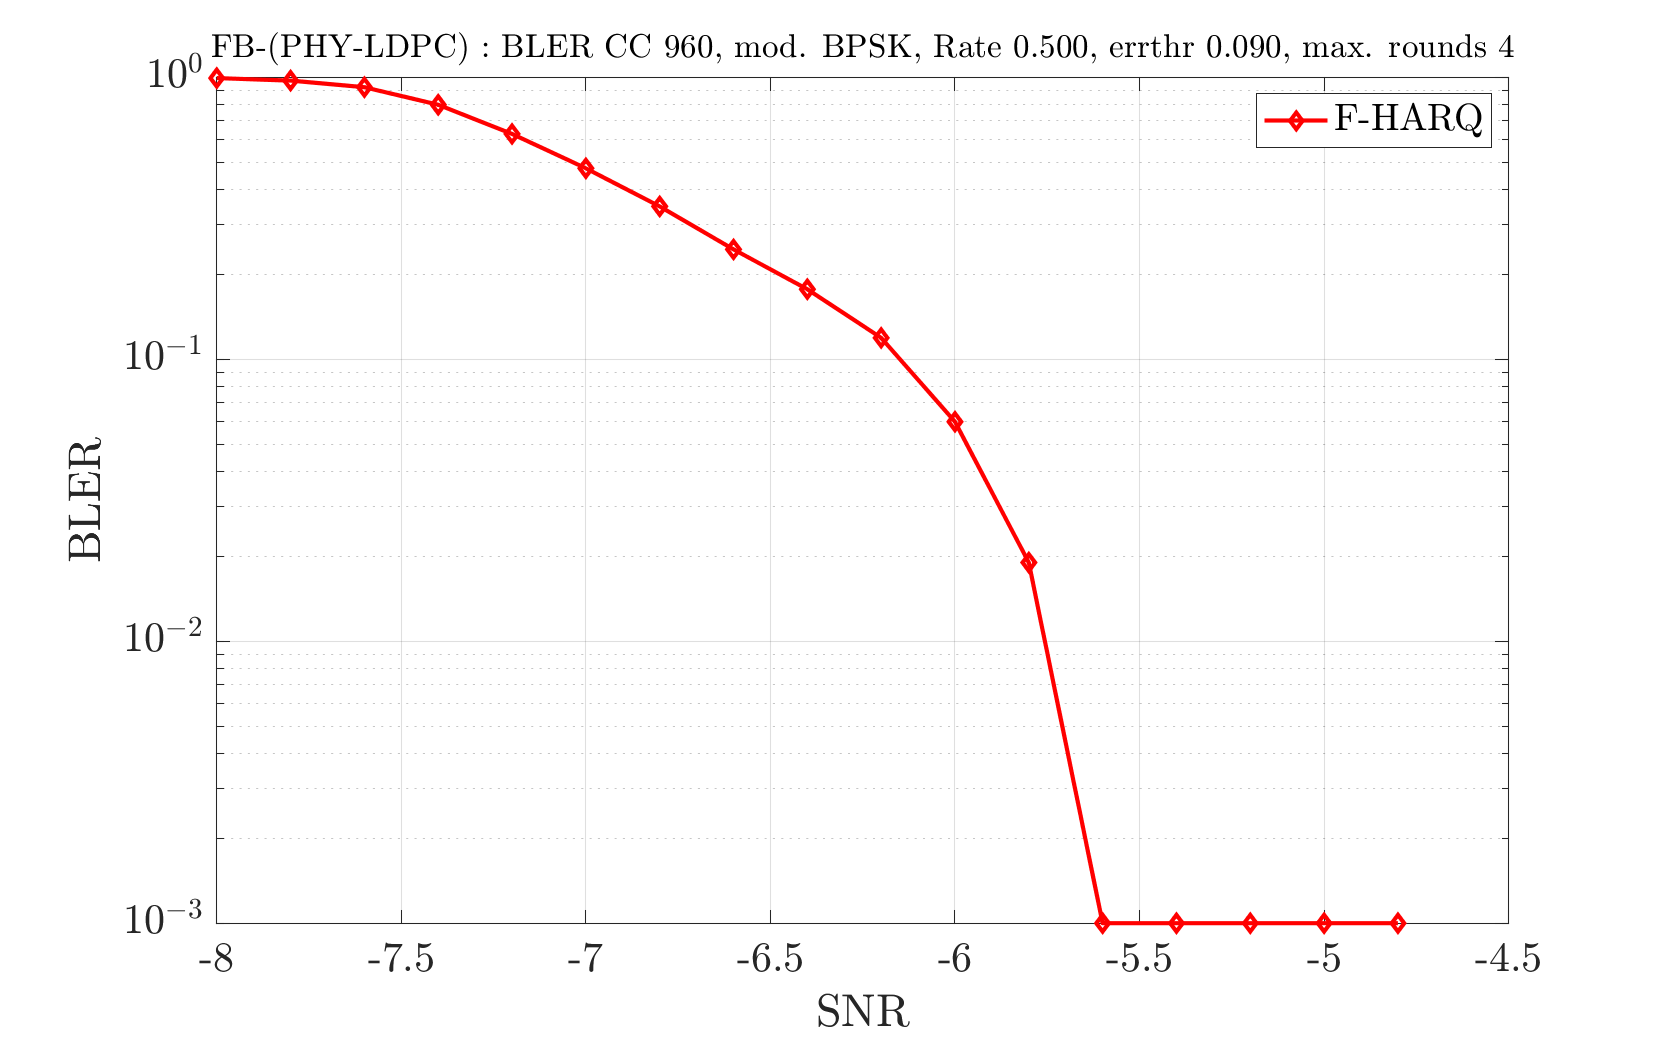 FB-(PHY-LDPC) : BLER CC 960, mod. BPSK, Rate 0.500, errthr 0.090, max. rounds 4
10^0
F-HARQ
10^-1
BLER
10^-2
10^-3
-8 -7.5 -7 -6.5 -6 -5.5 -5 -4.5
SNR